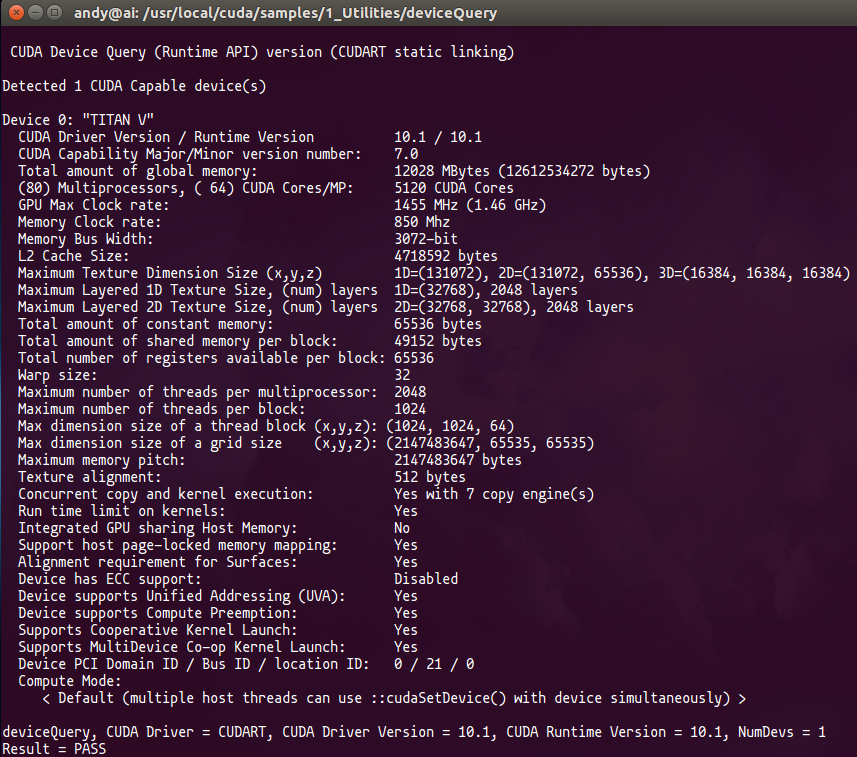 andy@ai: /usr/local/cuda/samples/1_Utilities/deviceQuery
CUDA Device Query (Runtime API) version (CUDART static linking)
Detected 1 CUDA Capable device(s)
Device 0: "TITAN V"
CUDA Driver Version / Runtime Version 10.1 / 10.1
CUDA Capability Major/Minor version number: 7.0
Total amount of global memory: 12028 MBytes (12612534272 bytes)
(80) Multiprocessors, ( 64) CUDA Cores/MP: 5120 CUDA Cores
GPU Max Clock rate: 1455 MHz (1.46 GHz)
Memory Clock rate: 850 Mhz
Memory Bus Width: 3072-bit
L2 Cache Size: 4718592 bytes
Maximum Texture Dimension Size (x,y,z) 1D=(131072), 2D=(131072, 65536), 3D=(16384, 16384, 16384)
Maximum Layered 1D Texture Size, (num) layers 1D=(32768), 2048 layers
Maximum Layered 2D Texture Size, (num) layers 2D=(32768, 32768), 2048 layers
Total amount of constant memory: 65536 bytes
Total amount of shared memory per block: 49152 bytes
Total number of registers available per block: 65536
Warp size: 32
Maximum number of threads per multiprocessor: 2048
Maximum number of threads per block: 1024
Max dimension size of a thread block (x,y,z): (1024, 1024, 64)
Max dimension size of a grid size (x,y,z): (2147483647, 65535, 65535)
Maximum memory pitch: 2147483647 bytes
Texture alignment: 512 bytes
Concurrent copy and kernel execution: Yes with 7 copy engine(s)
Run time limit on kernels: Yes
Integrated GPU sharing Host Memory: No
Support host page-locked memory mapping: Yes
Alignment requirement for Surfaces: Yes
Device has ECC support: Disabled
Device supports Unified Addressing (UVA): Yes
Device supports Compute Preemption: Yes
Supports Cooperative Kernel Launch: Yes
Supports MultiDevice Co-op Kernel Launch: Yes
Device PCI Domain ID / Bus ID / location ID: 0 / 21 / 0
Compute Mode:
< Default (multiple host threads can use ::cudaSetDevice() with device simultaneously) >
deviceQuery, CUDA Driver = CUDART, CUDA Driver Version = 10.1, CUDA Runtime Version = 10.1, NumDevs = 1
Result = PASS